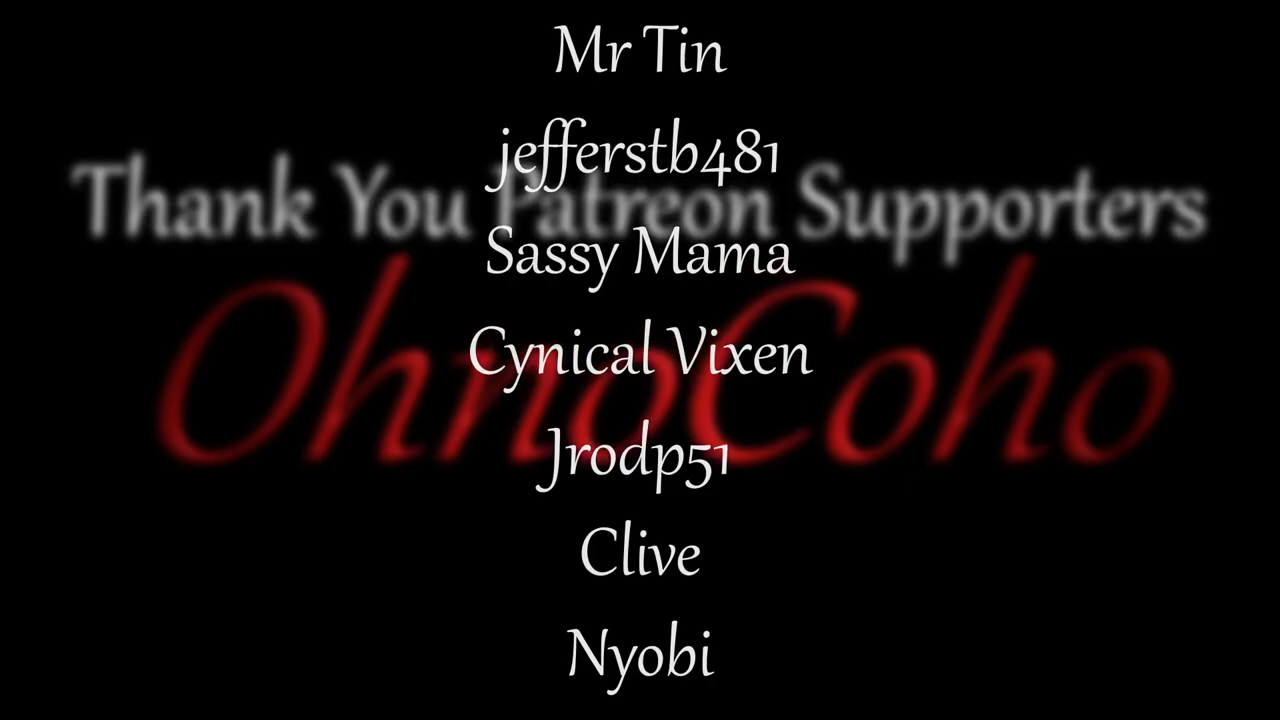 Mr Tin
jefferstb481
Thank You Patreon Supporters
Sassy Mama
OhnoCoho
Cynical Vixen
Jrodp51
Clive
Nyobi